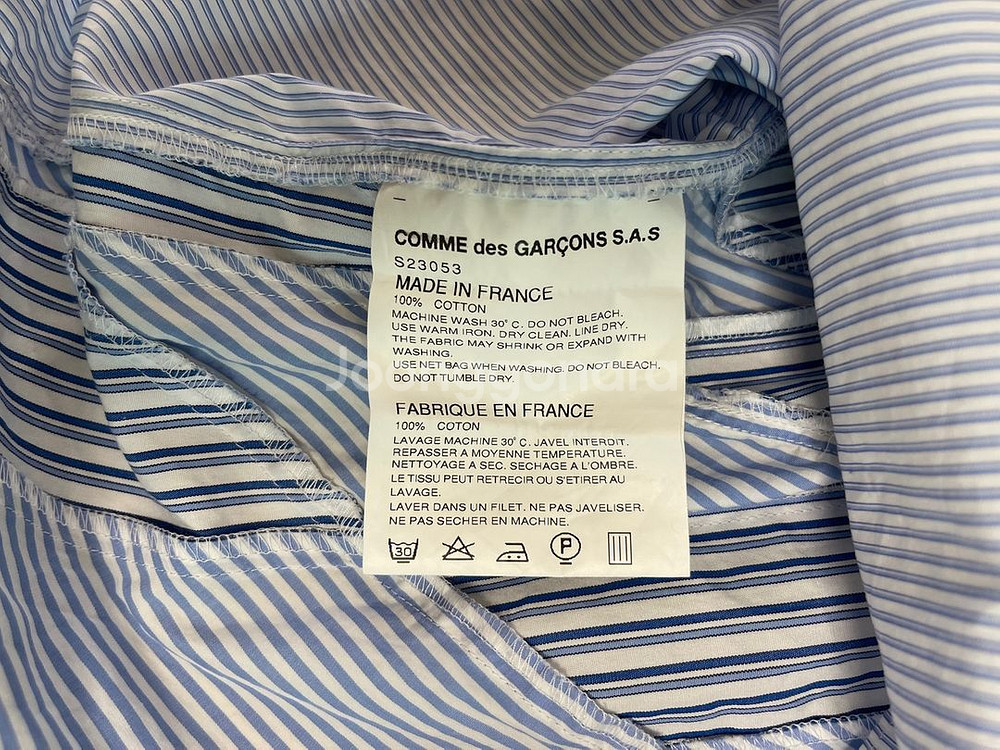 COMME des GARÇONS S.A.S
S23053
MADE IN FRANCE
100% COTTON
MACHINE WASH 30° C. DO NOT BLEACH.
USE WARM IRON. DRY CLEAN. LINE DRY.
THE FABRIC MAY SHRINK OR EXPAND WITH
WASHING.
USE NET BAG WHEN WASHING. DO NOT BLEACH,
DO NOT TUMBLE DRY.
FABRIQUE EN FRANCE
100% COTON
LAVAGE MACHINE 30° C. JAVEL INTERDIT.
REPASSER A MOYENNE TEMPERATURE.
NETTOYAGE A SEC. SECHAGE A L'OMBRE.
LE TISSU PEUT RETRECIR OU S'ETIRER AU
LAVAGE.
LAVER DANS UN FILET. NE PAS JAVELISER.
NE PAS SECHER EN MACHINE.
30
P